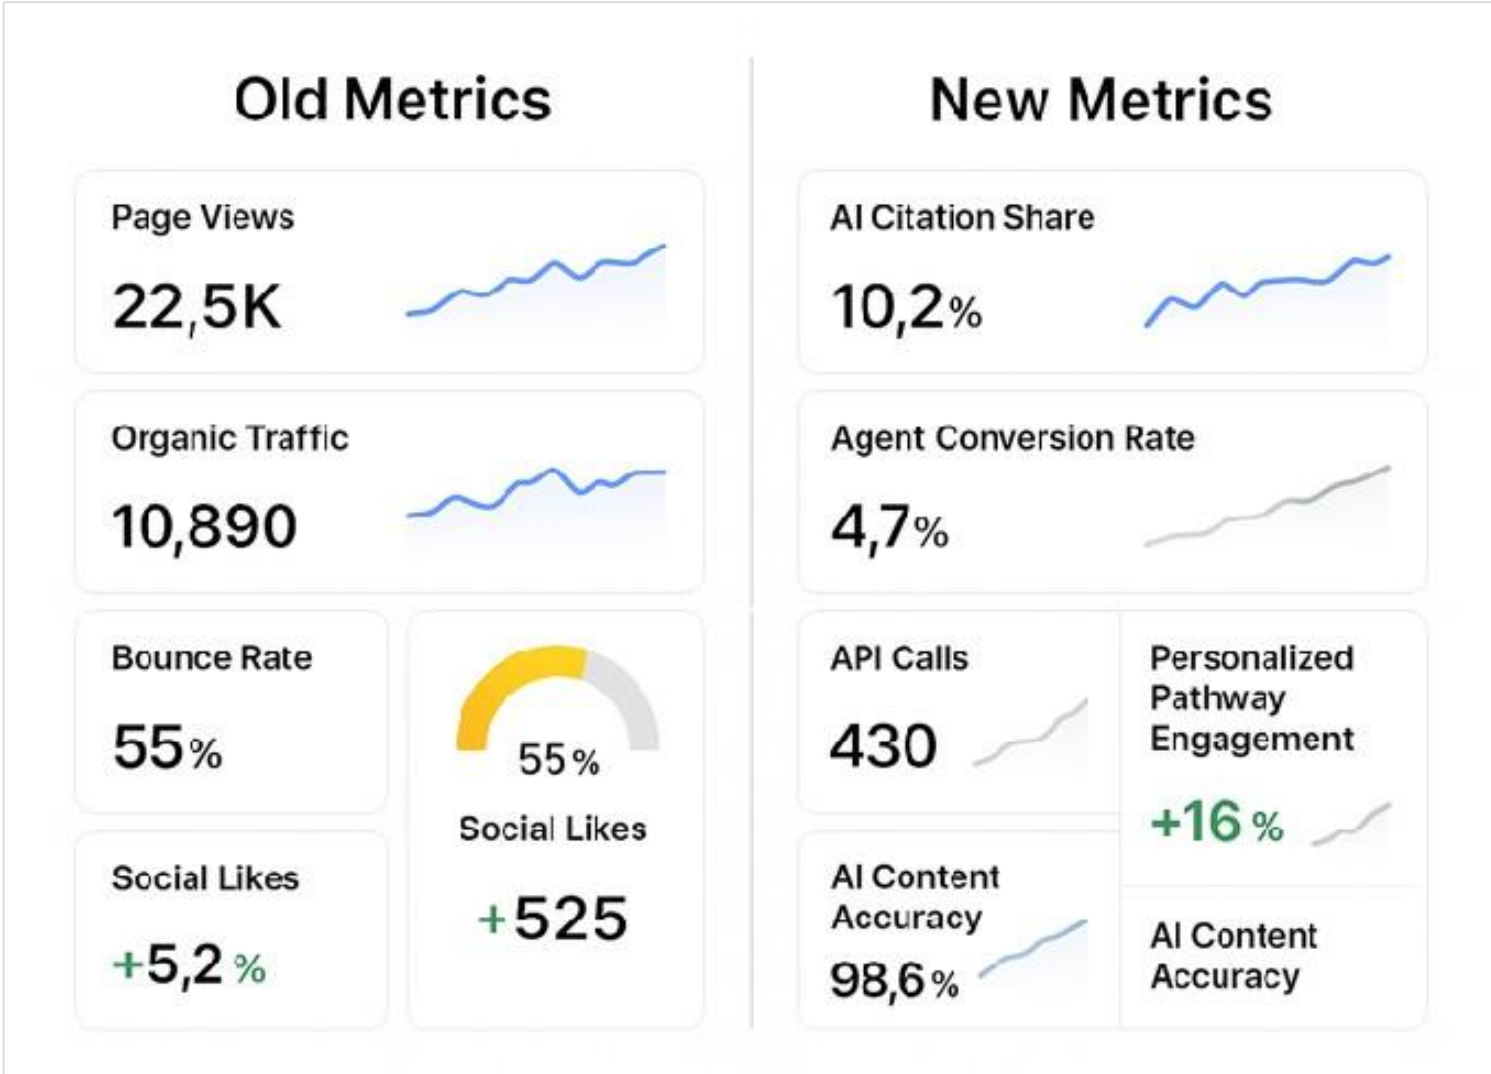 Old Metrics
Page Views
22,5K
Organic Traffic
10,890
Bounce Rate
55%
Social Likes
+5,2 %
55%
Social Likes
+525
New Metrics
AI Citation Share
10,2%
Agent Conversion Rate
4,7%
API Calls
430
AI Content
Accuracy
98,6%
Personalized
Pathway
Engagement
+16 %
AI Content
Accuracy